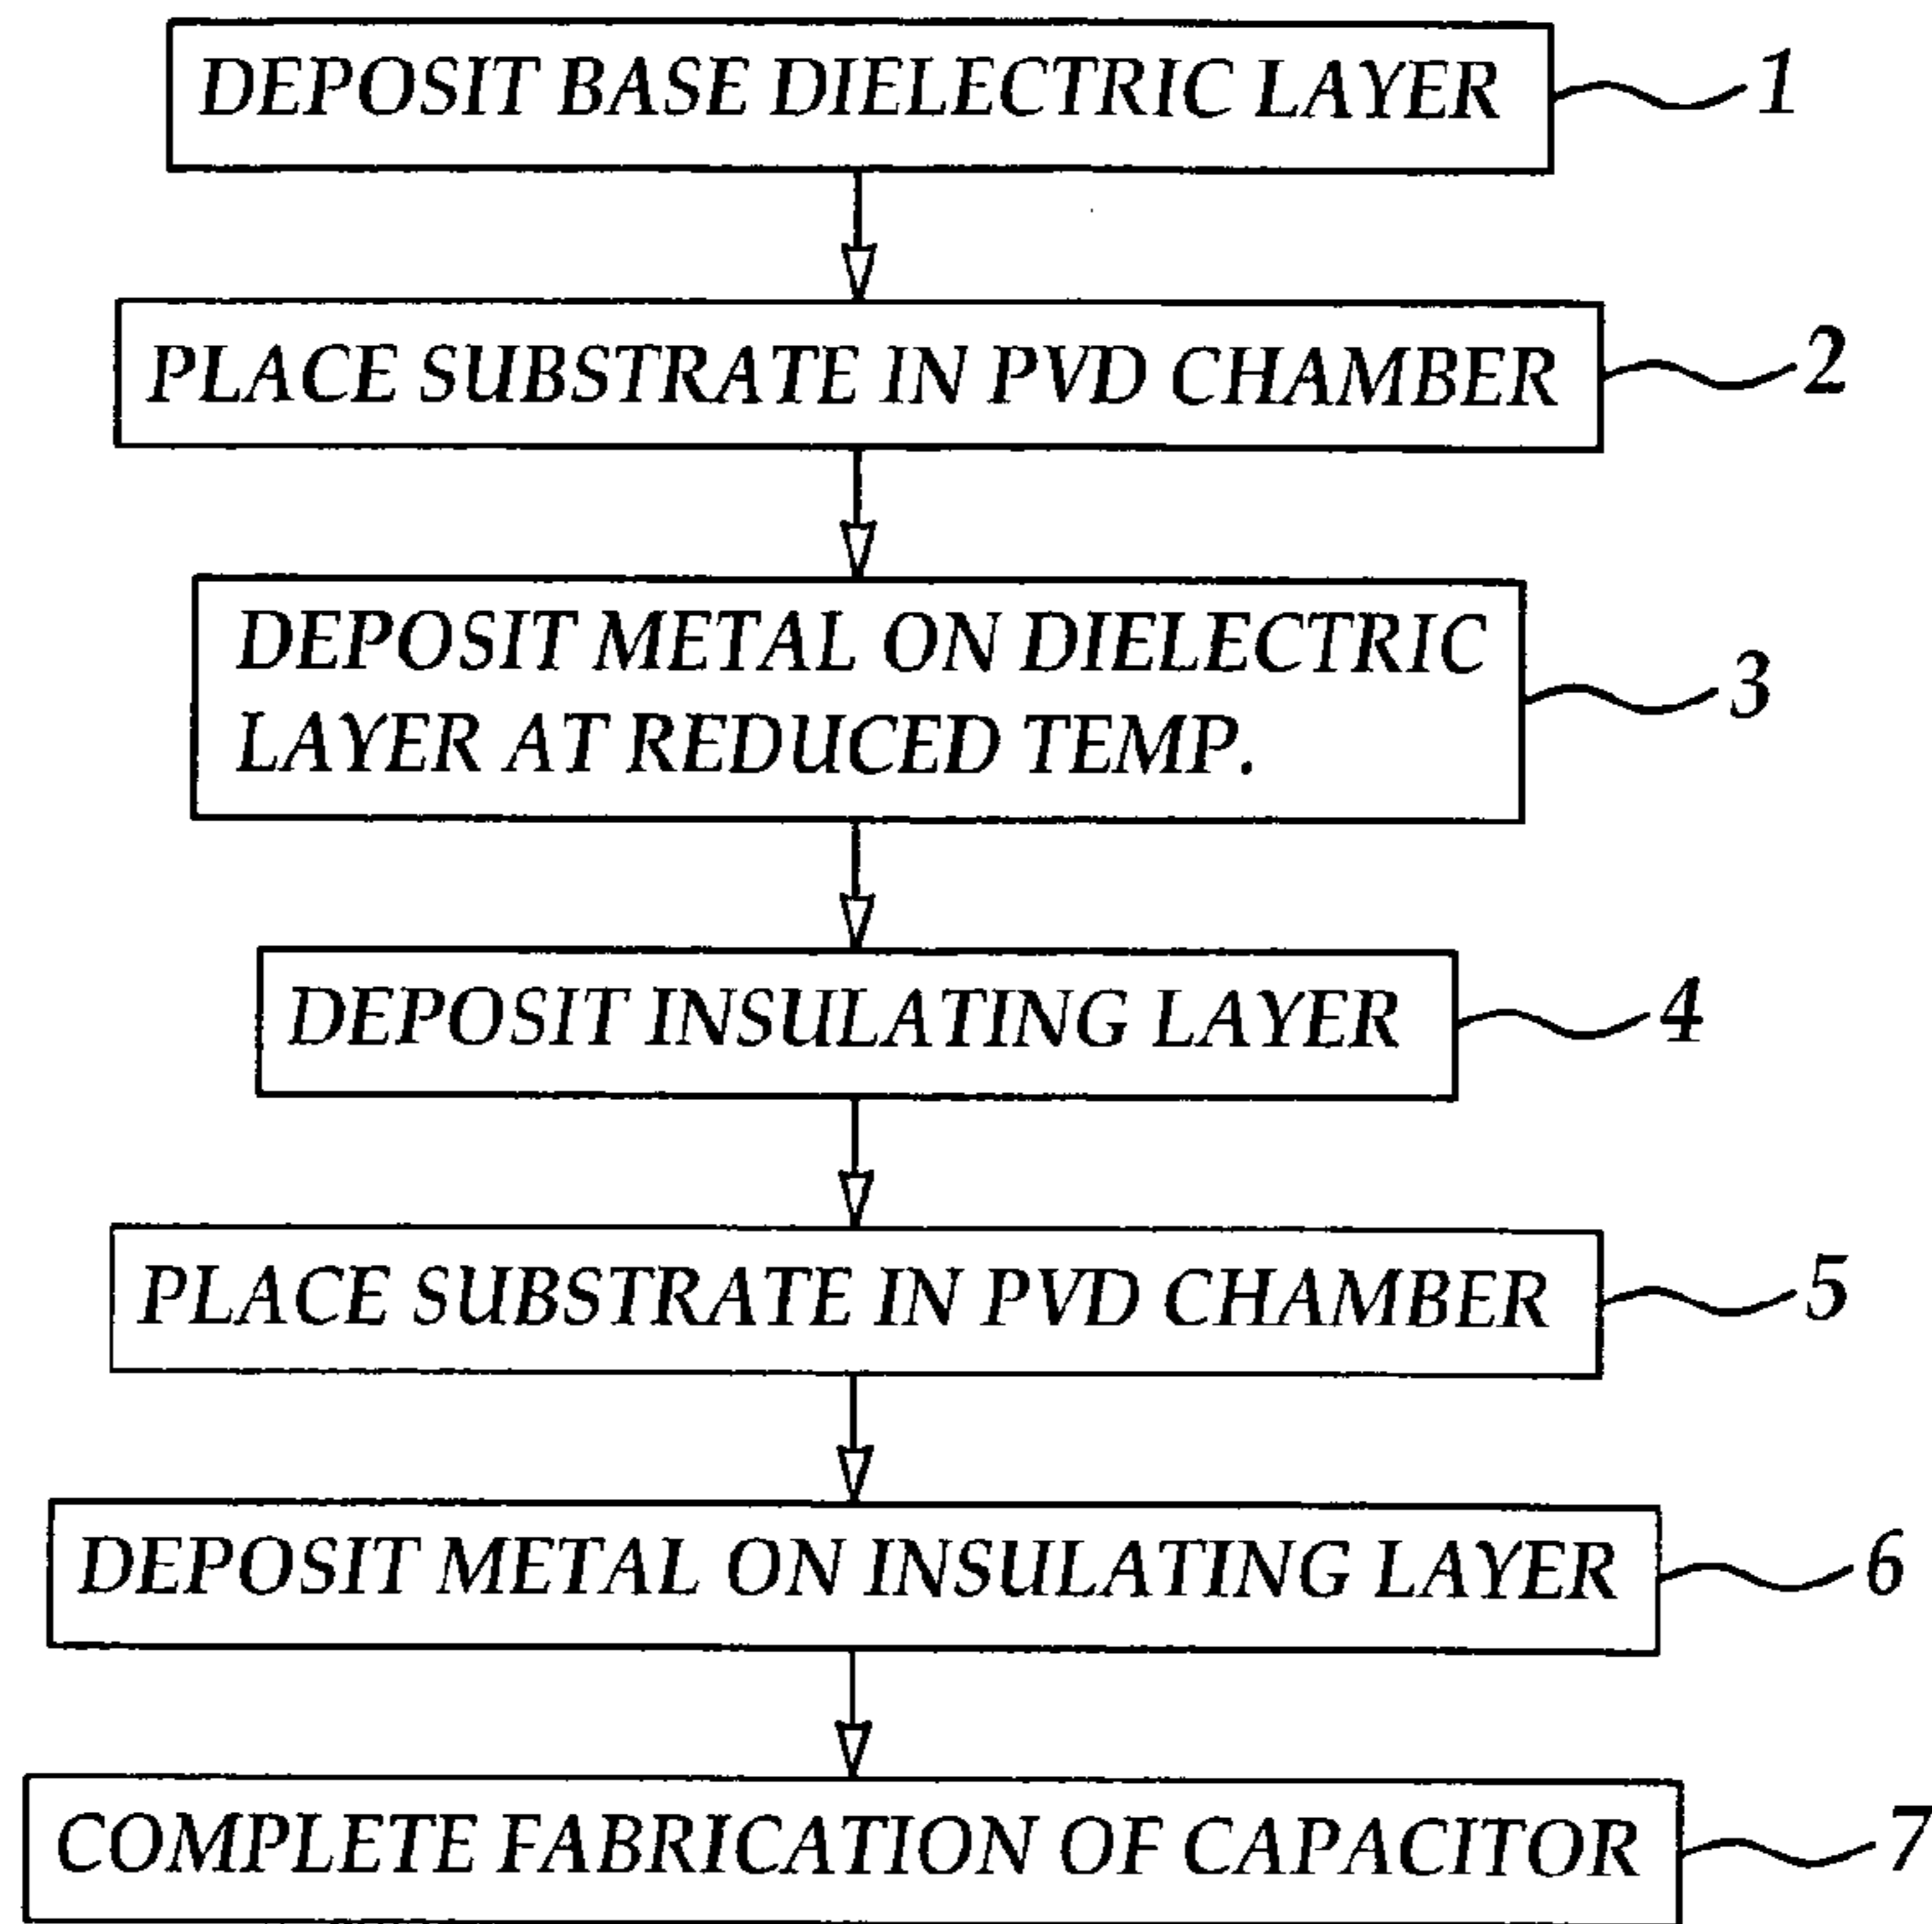 DEPOSIT BASE DIELECTRIC LAYER 1
PLACE SUBSTRATE IN PVD CHAMBER 2
DEPOSIT METAL ON DIELECTRIC
LAYER AT REDUCED TEMP. 3
DEPOSIT INSULATING LAYER 4
PLACE SUBSTRATE IN PVD CHAMBER 5
DEPOSIT METAL ON INSULATING LAYER 6
COMPLETE FABRICATION OF CAPACITOR 7